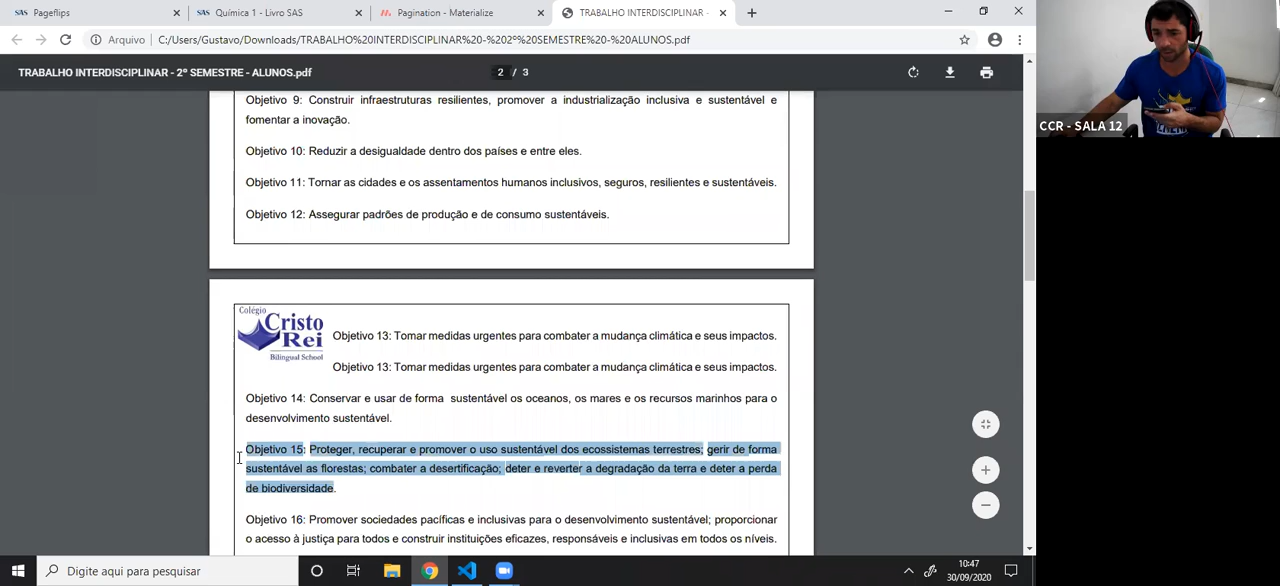 Pageflips
Química 1 - Livro SAS
Pagination - Materialize
TRABALHO INTERDISCIPLINAR -
Arquivo
C:/Users/Gustavo/Downloads/TRABALHO%20INTERDISCIPLINAR%20-%202º%20SEMESTRE%20-%20ALUNOS.pdf
TRABALHO INTERDISCIPLINAR - 2º SEMESTRE - ALUNOS.pdf
2 / 3
CCR - SALA 12
Objetivo 9: Construir infraestruturas resilientes, promover a industrialização inclusiva e sustentável e
fomentar a inovação.
Objetivo 10: Reduzir a desigualdade dentro dos países e entre eles.
Objetivo 11: Tornar as cidades e os assentamentos humanos inclusivos, seguros, resilientes e sustentáveis.
Objetivo 12: Assegurar padrões de produção e de consumo sustentáveis.
Colégio
Cristo
Rei
Bilingual School
Objetivo 13: Tomar medidas urgentes para combater a mudança climática e seus impactos.
Objetivo 13: Tomar medidas urgentes para combater a mudança climática e seus impactos.
Objetivo 14: Conservar e usar de forma sustentável os oceanos, os mares e os recursos marinhos para o
desenvolvimento sustentável.
Objetivo 15: Proteger, recuperar e promover o uso sustentável dos ecossistemas terrestres; gerir de forma
sustentável as florestas; combater a desertificação; deter e reverter a degradação da terra e deter a perda
de biodiversidade.
Objetivo 16: Promover sociedades pacíficas e inclusivas para o desenvolvimento sustentável; proporcionar
o acesso à justiça para todos e construir instituições eficazes, responsáveis e inclusivas em todos os níveis.
Digite aqui para pesquisar
10:47
30/09/2020